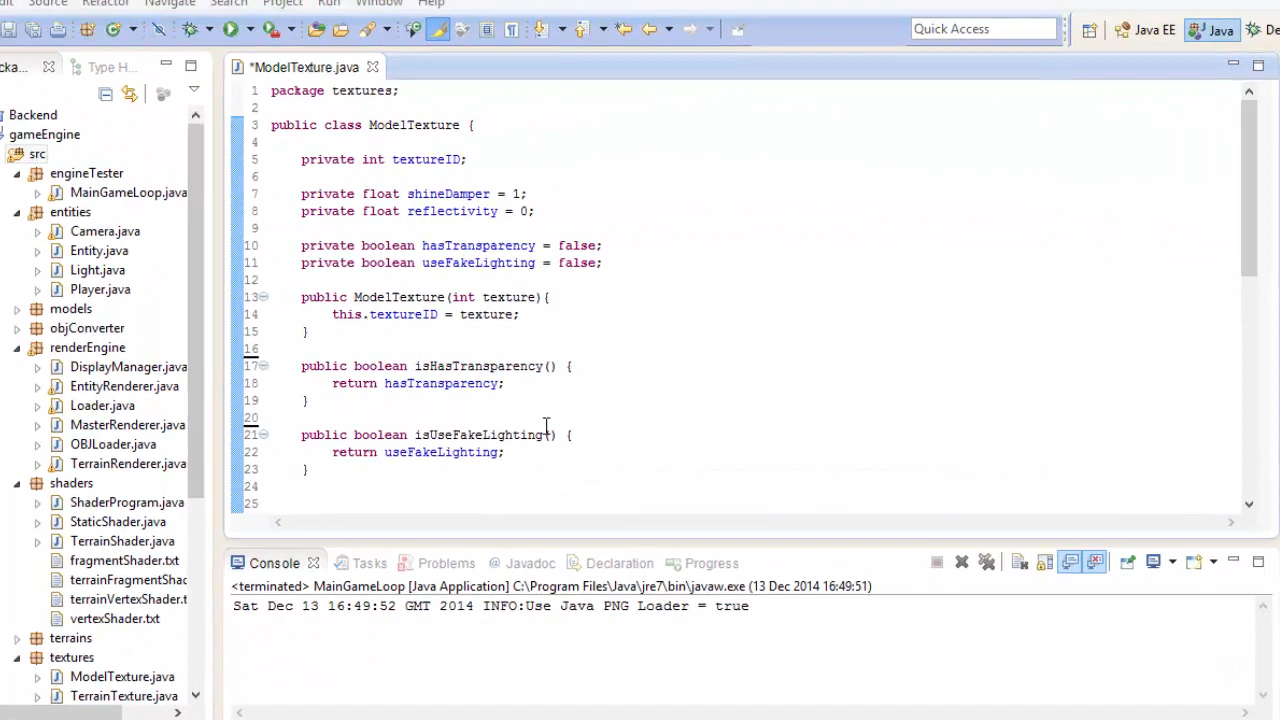 Source Refactor Navigate Search Project Run Window Help
Quick Access
Java EE
Java
De
cka...
Type H...
*ModelTexture.java
Backend
gameEngine
src
engineTester
MainGameLoop.java
entities
Camera.java
Entity.java
Light.java
Player.java
models
objConverter
renderEngine
DisplayManager.java
EntityRenderer.java
Loader.java
MasterRenderer.java
OBJLoader.java
TerrainRenderer.java
shaders
ShaderProgram.java
StaticShader.java
TerrainShader.java
fragmentShader.txt
terrainFragmentShac
terrainVertexShader.t
vertexShader.txt
terrains
textures
ModelTexture.java
TerrainTexture.java
1 package textures;
2
3 public class ModelTexture {
4
5 private int textureID;
6
7 private float shineDamper = 1;
8 private float reflectivity = 0;
9
10 private boolean hasTransparency = false;
11 private boolean useFakeLighting = false;
12
13 public ModelTexture(int texture){
14 this.textureID = texture;
15 }
16
17 public boolean isHasTransparency() {
18 return hasTransparency;
19 }
20
21 public boolean isUseFakeLighting() {
22 return useFakeLighting;
23 }
24
25
Console Tasks Problems @ Javadoc Declaration Progress
<terminated> MainGameLoop [Java Application] C:\Program Files\Java\jre7\bin\javaw.exe (13 Dec 2014 16:49:51)
Sat Dec 13 16:49:52 GMT 2014 INFO:Use Java PNG Loader = true